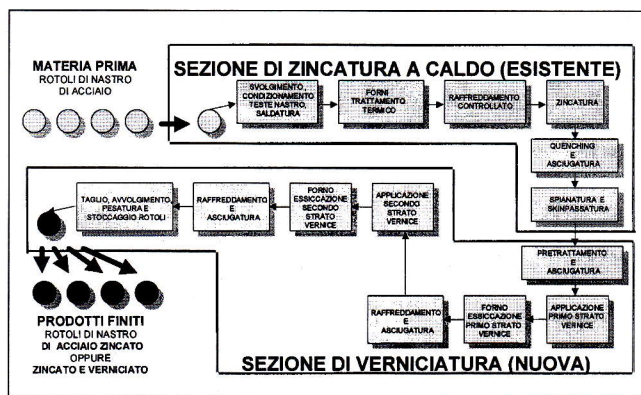 MATERIA PRIMA
ROTOLI DI NASTRO
DI ACCIAIO
SEZIONE DI ZINCATURA A CALDO (ESISTENTE)
SVOLGIMENTO,
CONDIZIONAMENTO
TESTE NASTRO,
SALDATURA
FORNI
TRATTAMENTO
TERMICO
RAFFREDDAMENTO
CONTROLLATO
ZINCATURA
QUENCHING
E
ASCIUGATURA
SPIANATURA E
SKINPASSATURA
PRETRATTAMENTO
E
ASCIUGATURA
APPLICAZIONE
PRIMO STRATO
VERNICE
FORNO
ESSICCAZIONE
PRIMO STRATO
VERNICE
RAFFREDDAMENTO
E
ASCIUGATURA
APPLICAZIONE
SECONDO
STRATO
VERNICE
FORNO
ESSICCAZIONE
SECONDO
STRATO
VERNICE
RAFFREDDAMENTO
E
ASCIUGATURA
TAGLIO, AVVOLGIMENTO,
PESATURA E
STOCCAGGIO ROTOLI
PRODOTTI FINITI
ROTOLI DI NASTRO
DI ACCIAIO ZINCATO
OPPURE
ZINCATO E VERNICIATO
SEZIONE DI VERNICIATURA (NUOVA)